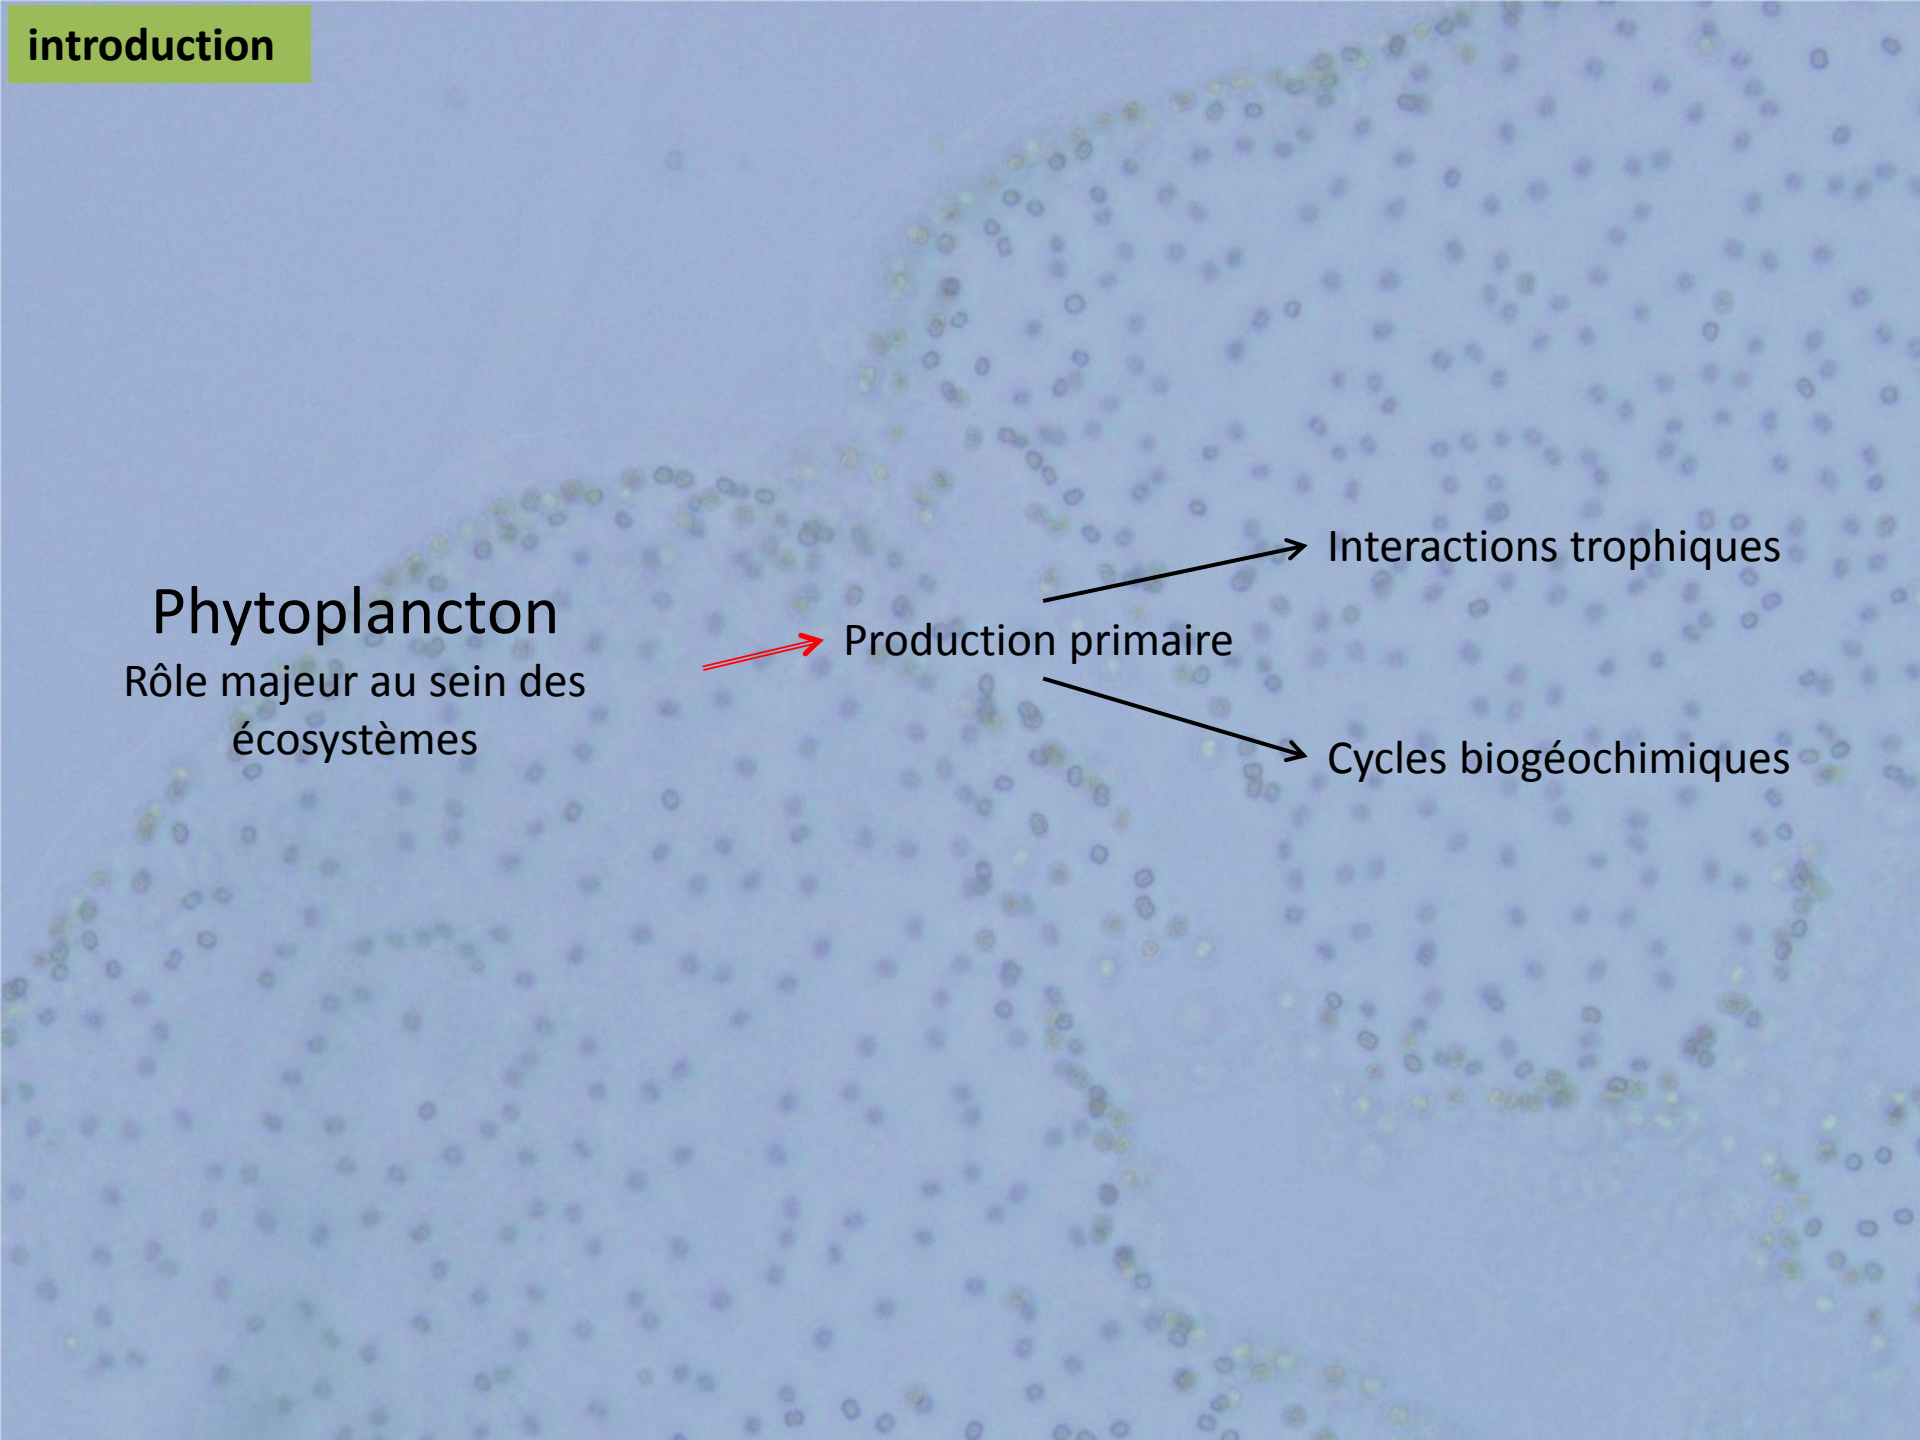 introduction
Interactions trophiques
Phytoplancton
Production primaire
Rôle majeur au sein des
écosystèmes
Cycles biogéochimiques